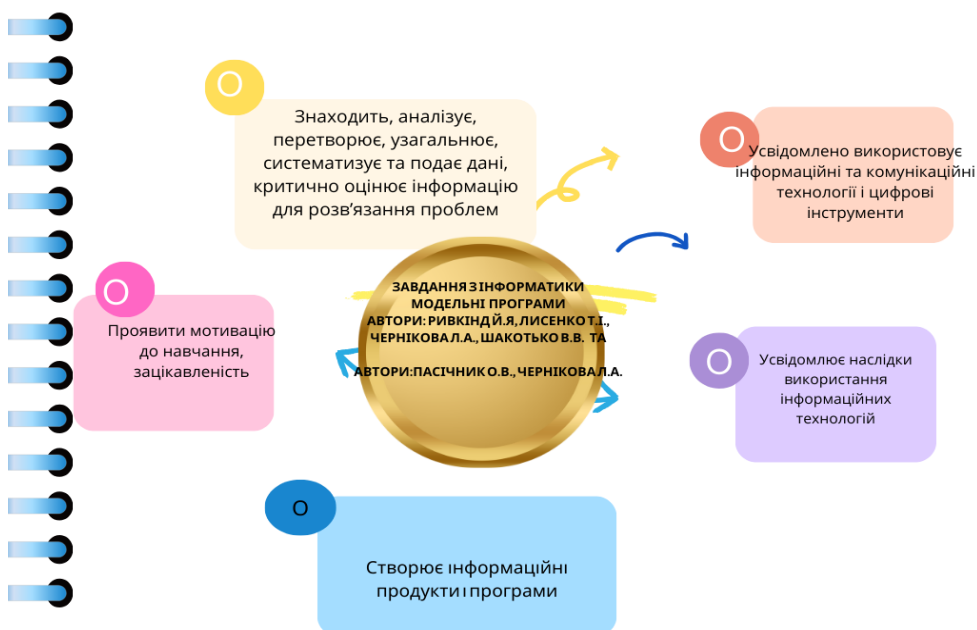 О
Знаходить, аналізує,
перетворює, узагальнює,
систематизує та подає дані,
критично оцінює інформацію
для розв’язання проблем
О
Усвідомлено використовує
інформаційні та комунікаційні
технології і цифрові
інструменти
О
Проявити мотивацію
до навчання,
зацікавленість
ЗАВДАННЯ З ІНФОРМАТИКИ
МОДЕЛЬНІ ПРОГРАМИ
АВТОРИ: РИВКІНД Й.Я, ЛИСЕНКО Т.І.,
ЧЕРНІКОВА Л.А., ШАКОТЬКО В.В. ТА
АВТОРИ:ПАСІЧНИК О.В., ЧЕРНІКОВА Л.А.
О
Усвідомлює наслідки
використання
інформаційних
технологій
О
Створює інформаційні
продукти і програми